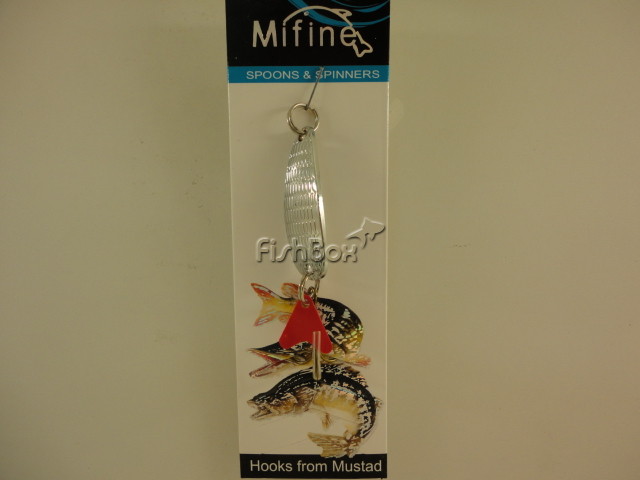 Mifine
SPOONS & SPINNERS
FishBox
Hooks from Mustad